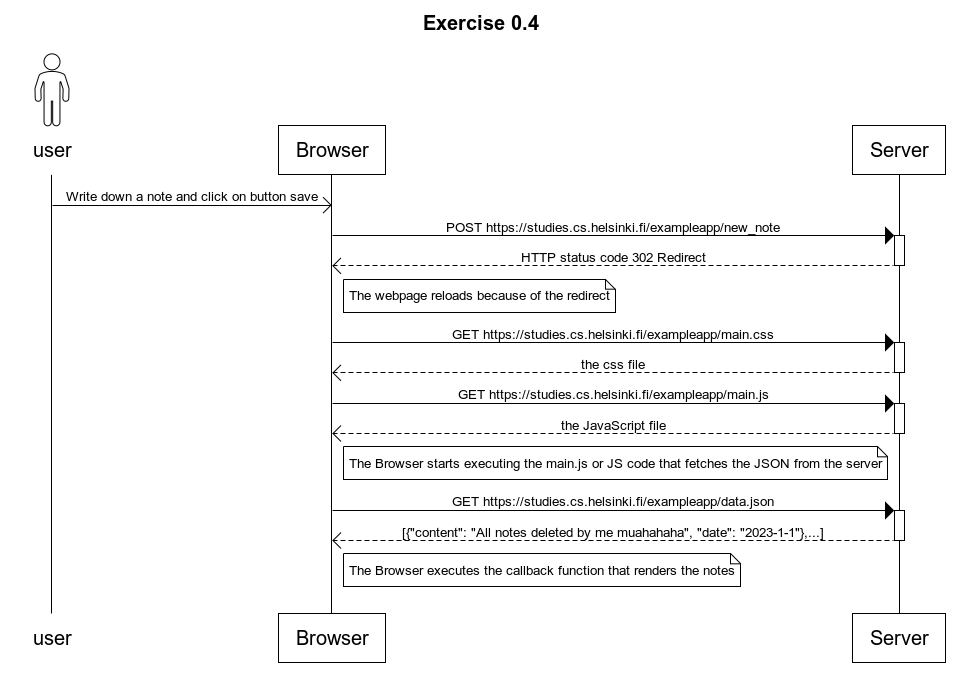 Exercise 0.4
user
Browser
Server
Write down a note and click on button save
POST https://studies.cs.helsinki.fi/exampleapp/new_note
HTTP status code 302 Redirect
The webpage reloads because of the redirect
GET https://studies.cs.helsinki.fi/exampleapp/main.css
the css file
GET https://studies.cs.helsinki.fi/exampleapp/main.js
the JavaScript file
The Browser starts executing the main.js or JS code that fetches the JSON from the server
GET https://studies.cs.helsinki.fi/exampleapp/data.json
[{"content": "All notes deleted by me muahahaha", "date": "2023-1-1"},...]
The Browser executes the callback function that renders the notes
user
Browser
Server